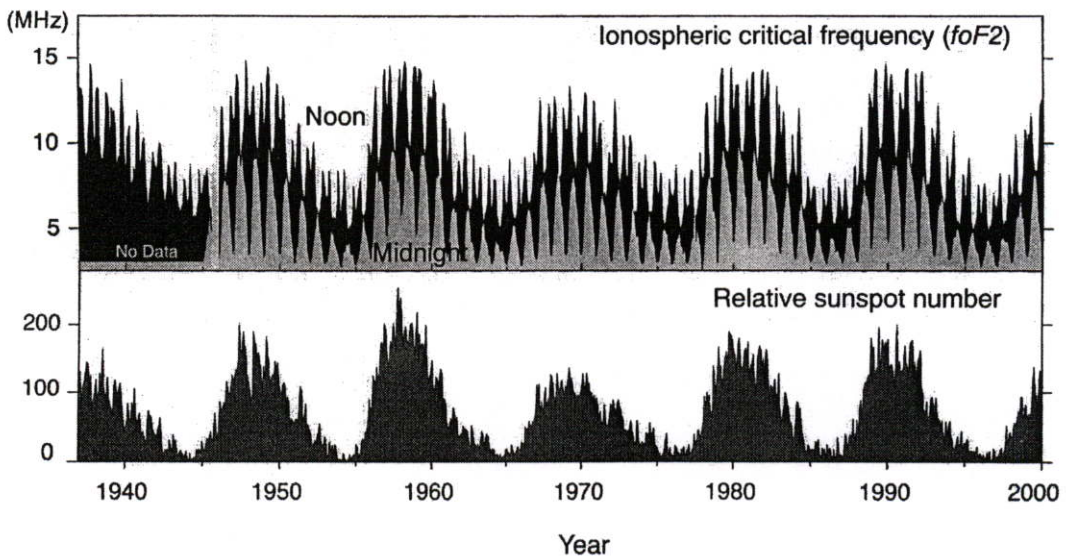 (MHz)
Ionospheric critical frequency (foF2)
15
Noon
10
5
No Data
Midnight
Relative sunspot number
200
100
0
1940 1950 1960 1970 1980 1990 2000
Year